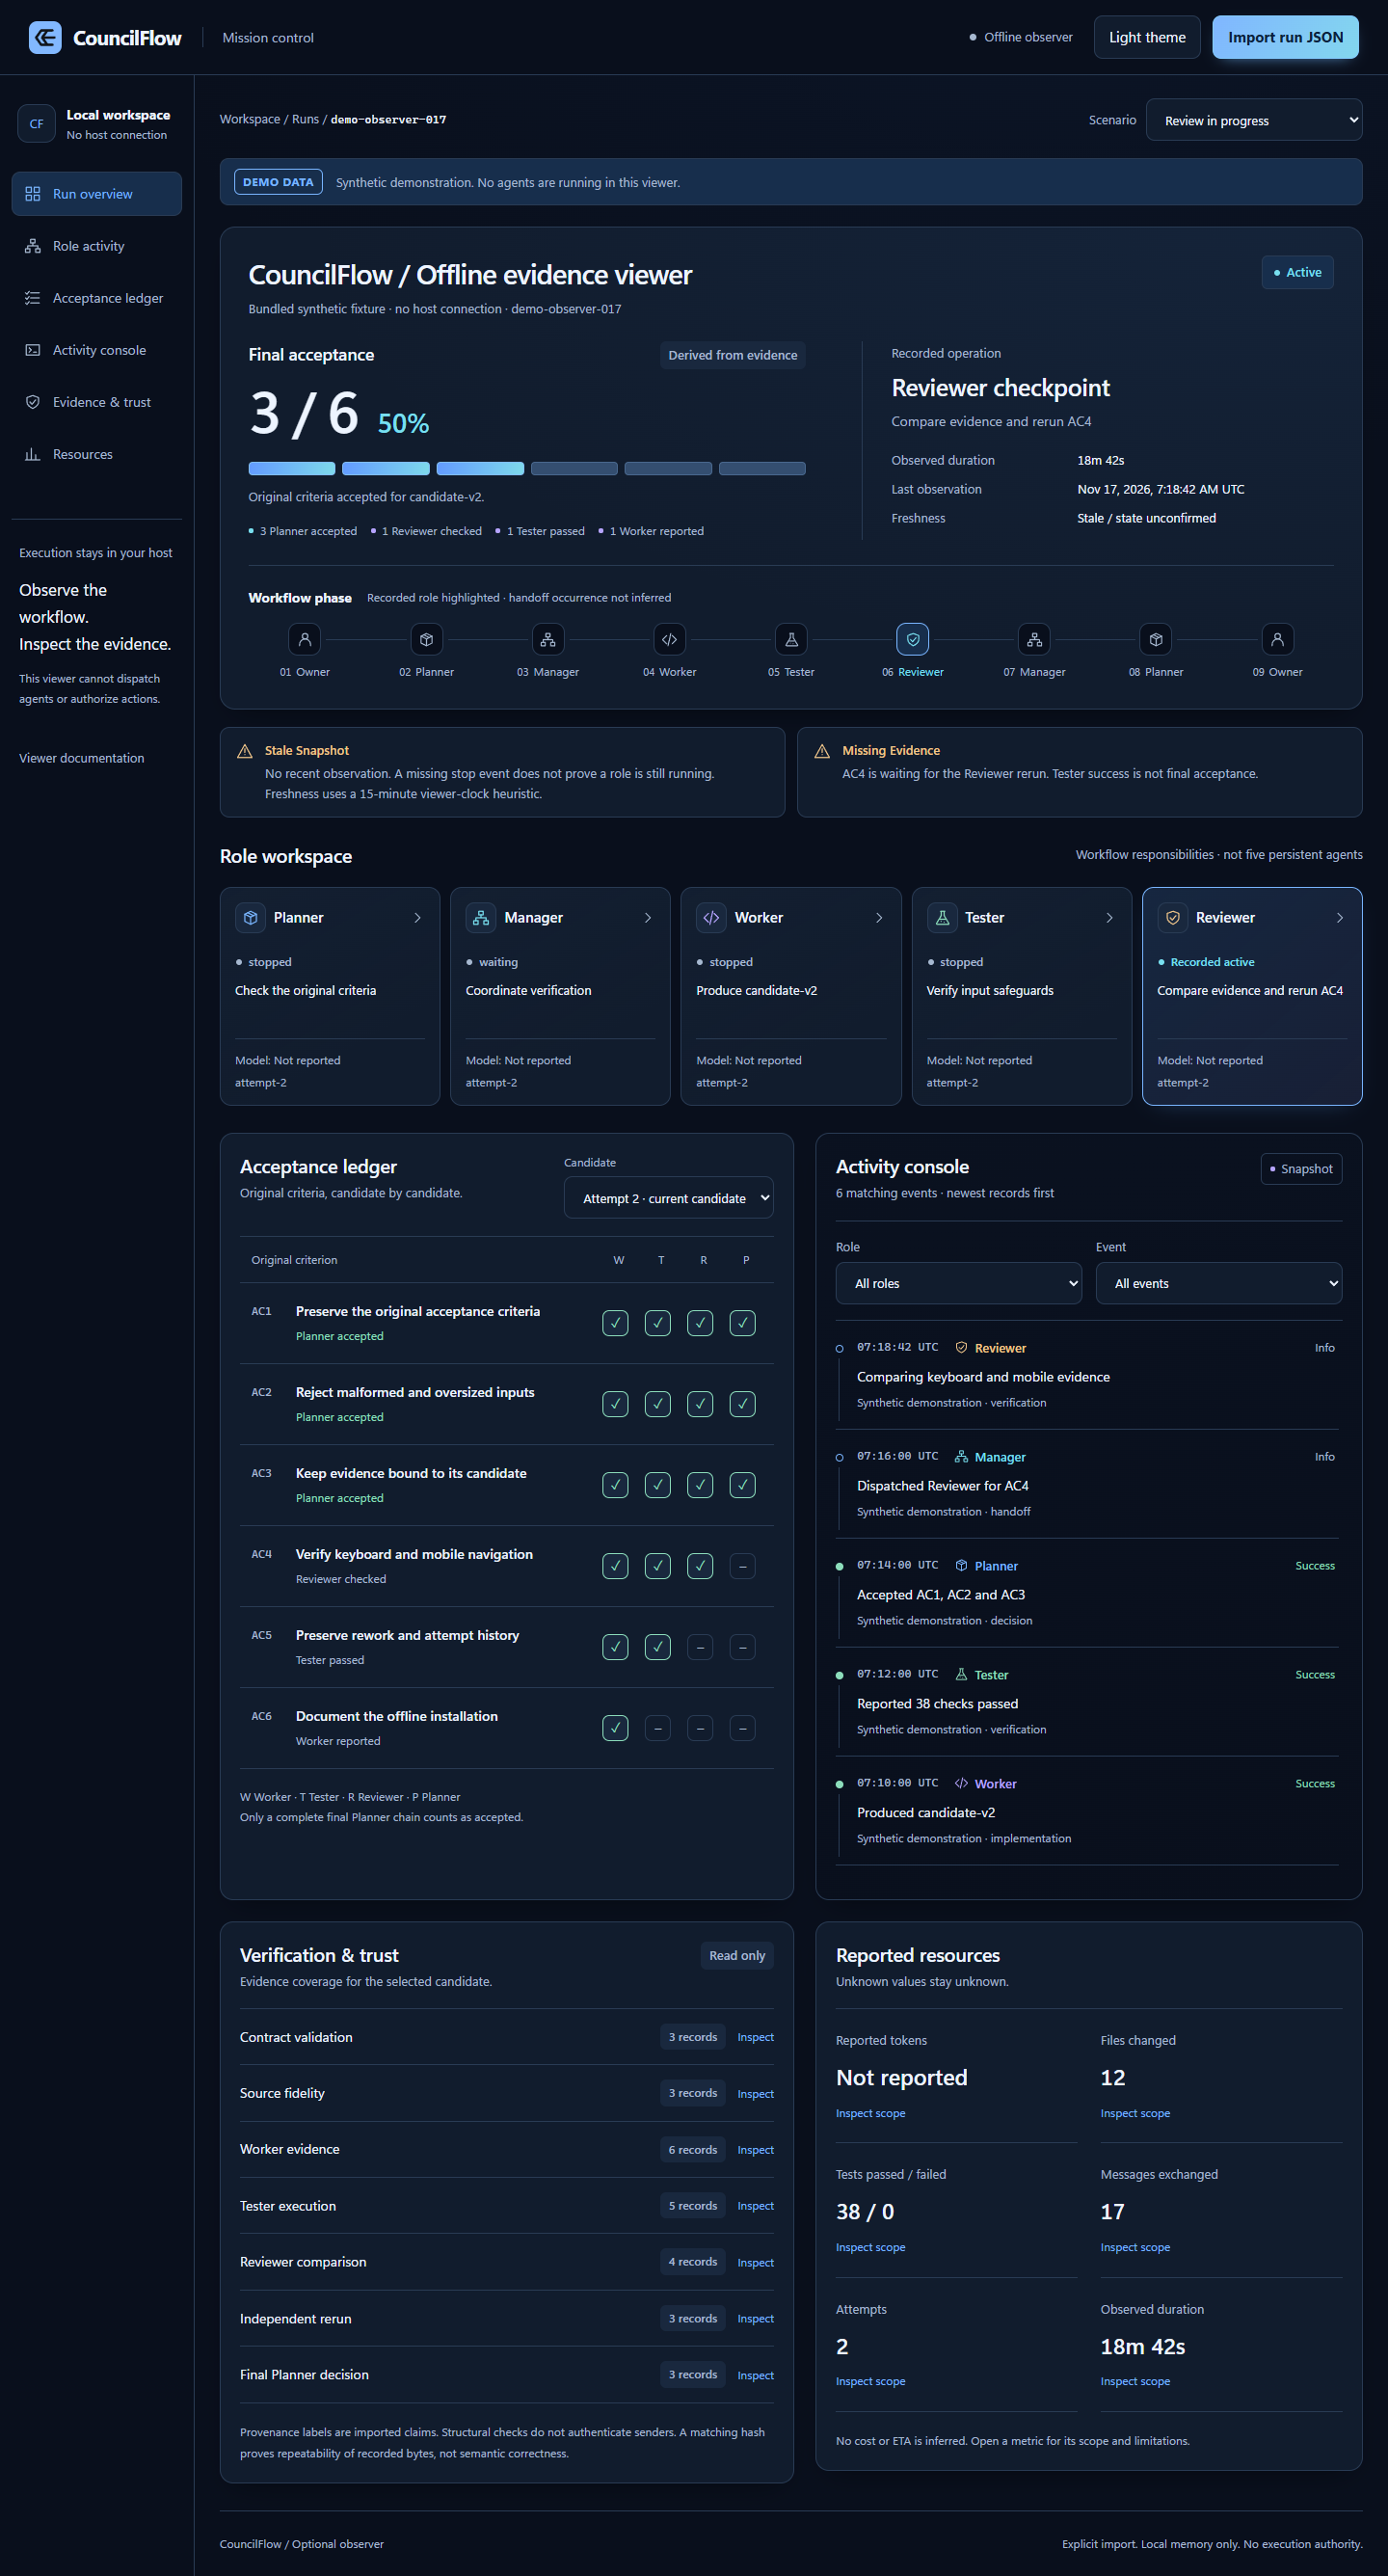 CouncilFlow
Mission control
Offline observer
Light theme
Import run JSON
CF
Local workspace
No host connection
Run overview
Role activity
Acceptance ledger
Activity console
Evidence & trust
Resources
Execution stays in your host
Observe the
workflow.
Inspect the evidence.
This viewer cannot dispatch
agents or authorize actions.
Viewer documentation
Workspace / Runs / demo-observer-017
Scenario
Review in progress
DEMO DATA
Synthetic demonstration. No agents are running in this viewer.
CouncilFlow / Offline evidence viewer
Active
Bundled synthetic fixture · no host connection · demo-observer-017
Final acceptance
Derived from evidence
3 / 6 50%
Original criteria accepted for candidate-v2.
3 Planner accepted
1 Reviewer checked
1 Tester passed
1 Worker reported
Recorded operation
Reviewer checkpoint
Compare evidence and rerun AC4
Observed duration 18m 42s
Last observation Nov 17, 2026, 7:18:42 AM UTC
Freshness Stale / state unconfirmed
Workflow phase Recorded role highlighted · handoff occurrence not inferred
01 Owner
02 Planner
03 Manager
04 Worker
05 Tester
06 Reviewer
07 Manager
08 Planner
09 Owner
Stale Snapshot
No recent observation. A missing stop event does not prove a role is still running.
Freshness uses a 15-minute viewer-clock heuristic.
Missing Evidence
AC4 is waiting for the Reviewer rerun. Tester success is not final acceptance.
Role workspace
Workflow responsibilities · not five persistent agents
Planner
stopped
Check the original criteria
Model: Not reported
attempt-2
Manager
waiting
Coordinate verification
Model: Not reported
attempt-2
Worker
stopped
Produce candidate-v2
Model: Not reported
attempt-2
Tester
stopped
Verify input safeguards
Model: Not reported
attempt-2
Reviewer
Recorded active
Compare evidence and rerun AC4
Model: Not reported
attempt-2
Acceptance ledger
Original criteria, candidate by candidate.
Candidate
Attempt 2 · current candidate
Original criterion W T R P
AC1 Preserve the original acceptance criteria ✓ ✓ ✓ ✓
Planner accepted
AC2 Reject malformed and oversized inputs ✓ ✓ ✓ ✓
Planner accepted
AC3 Keep evidence bound to its candidate ✓ ✓ ✓ ✓
Planner accepted
AC4 Verify keyboard and mobile navigation ✓ ✓ ✓ –
Reviewer checked
AC5 Preserve rework and attempt history ✓ ✓ – –
Tester passed
AC6 Document the offline installation ✓ – – –
Worker reported
W Worker · T Tester · R Reviewer · P Planner
Only a complete final Planner chain counts as accepted.
Activity console
Snapshot
6 matching events · newest records first
Role
All roles
Event
All events
07:18:42 UTC Reviewer Info
Comparing keyboard and mobile evidence
Synthetic demonstration · verification
07:16:00 UTC Manager Info
Dispatched Reviewer for AC4
Synthetic demonstration · handoff
07:14:00 UTC Planner Success
Accepted AC1, AC2 and AC3
Synthetic demonstration · decision
07:12:00 UTC Tester Success
Reported 38 checks passed
Synthetic demonstration · verification
07:10:00 UTC Worker Success
Produced candidate-v2
Synthetic demonstration · implementation
Verification & trust
Read only
Evidence coverage for the selected candidate.
Contract validation 3 records Inspect
Source fidelity 3 records Inspect
Worker evidence 6 records Inspect
Tester execution 5 records Inspect
Reviewer comparison 4 records Inspect
Independent rerun 3 records Inspect
Final Planner decision 3 records Inspect
Provenance labels are imported claims. Structural checks do not authenticate senders. A matching hash
proves repeatability of recorded bytes, not semantic correctness.
Reported resources
Unknown values stay unknown.
Reported tokens
Not reported
Inspect scope
Files changed
12
Inspect scope
Tests passed / failed
38 / 0
Inspect scope
Messages exchanged
17
Inspect scope
Attempts
2
Inspect scope
Observed duration
18m 42s
Inspect scope
No cost or ETA is inferred. Open a metric for its scope and limitations.
CouncilFlow / Optional observer
Explicit import. Local memory only. No execution authority.